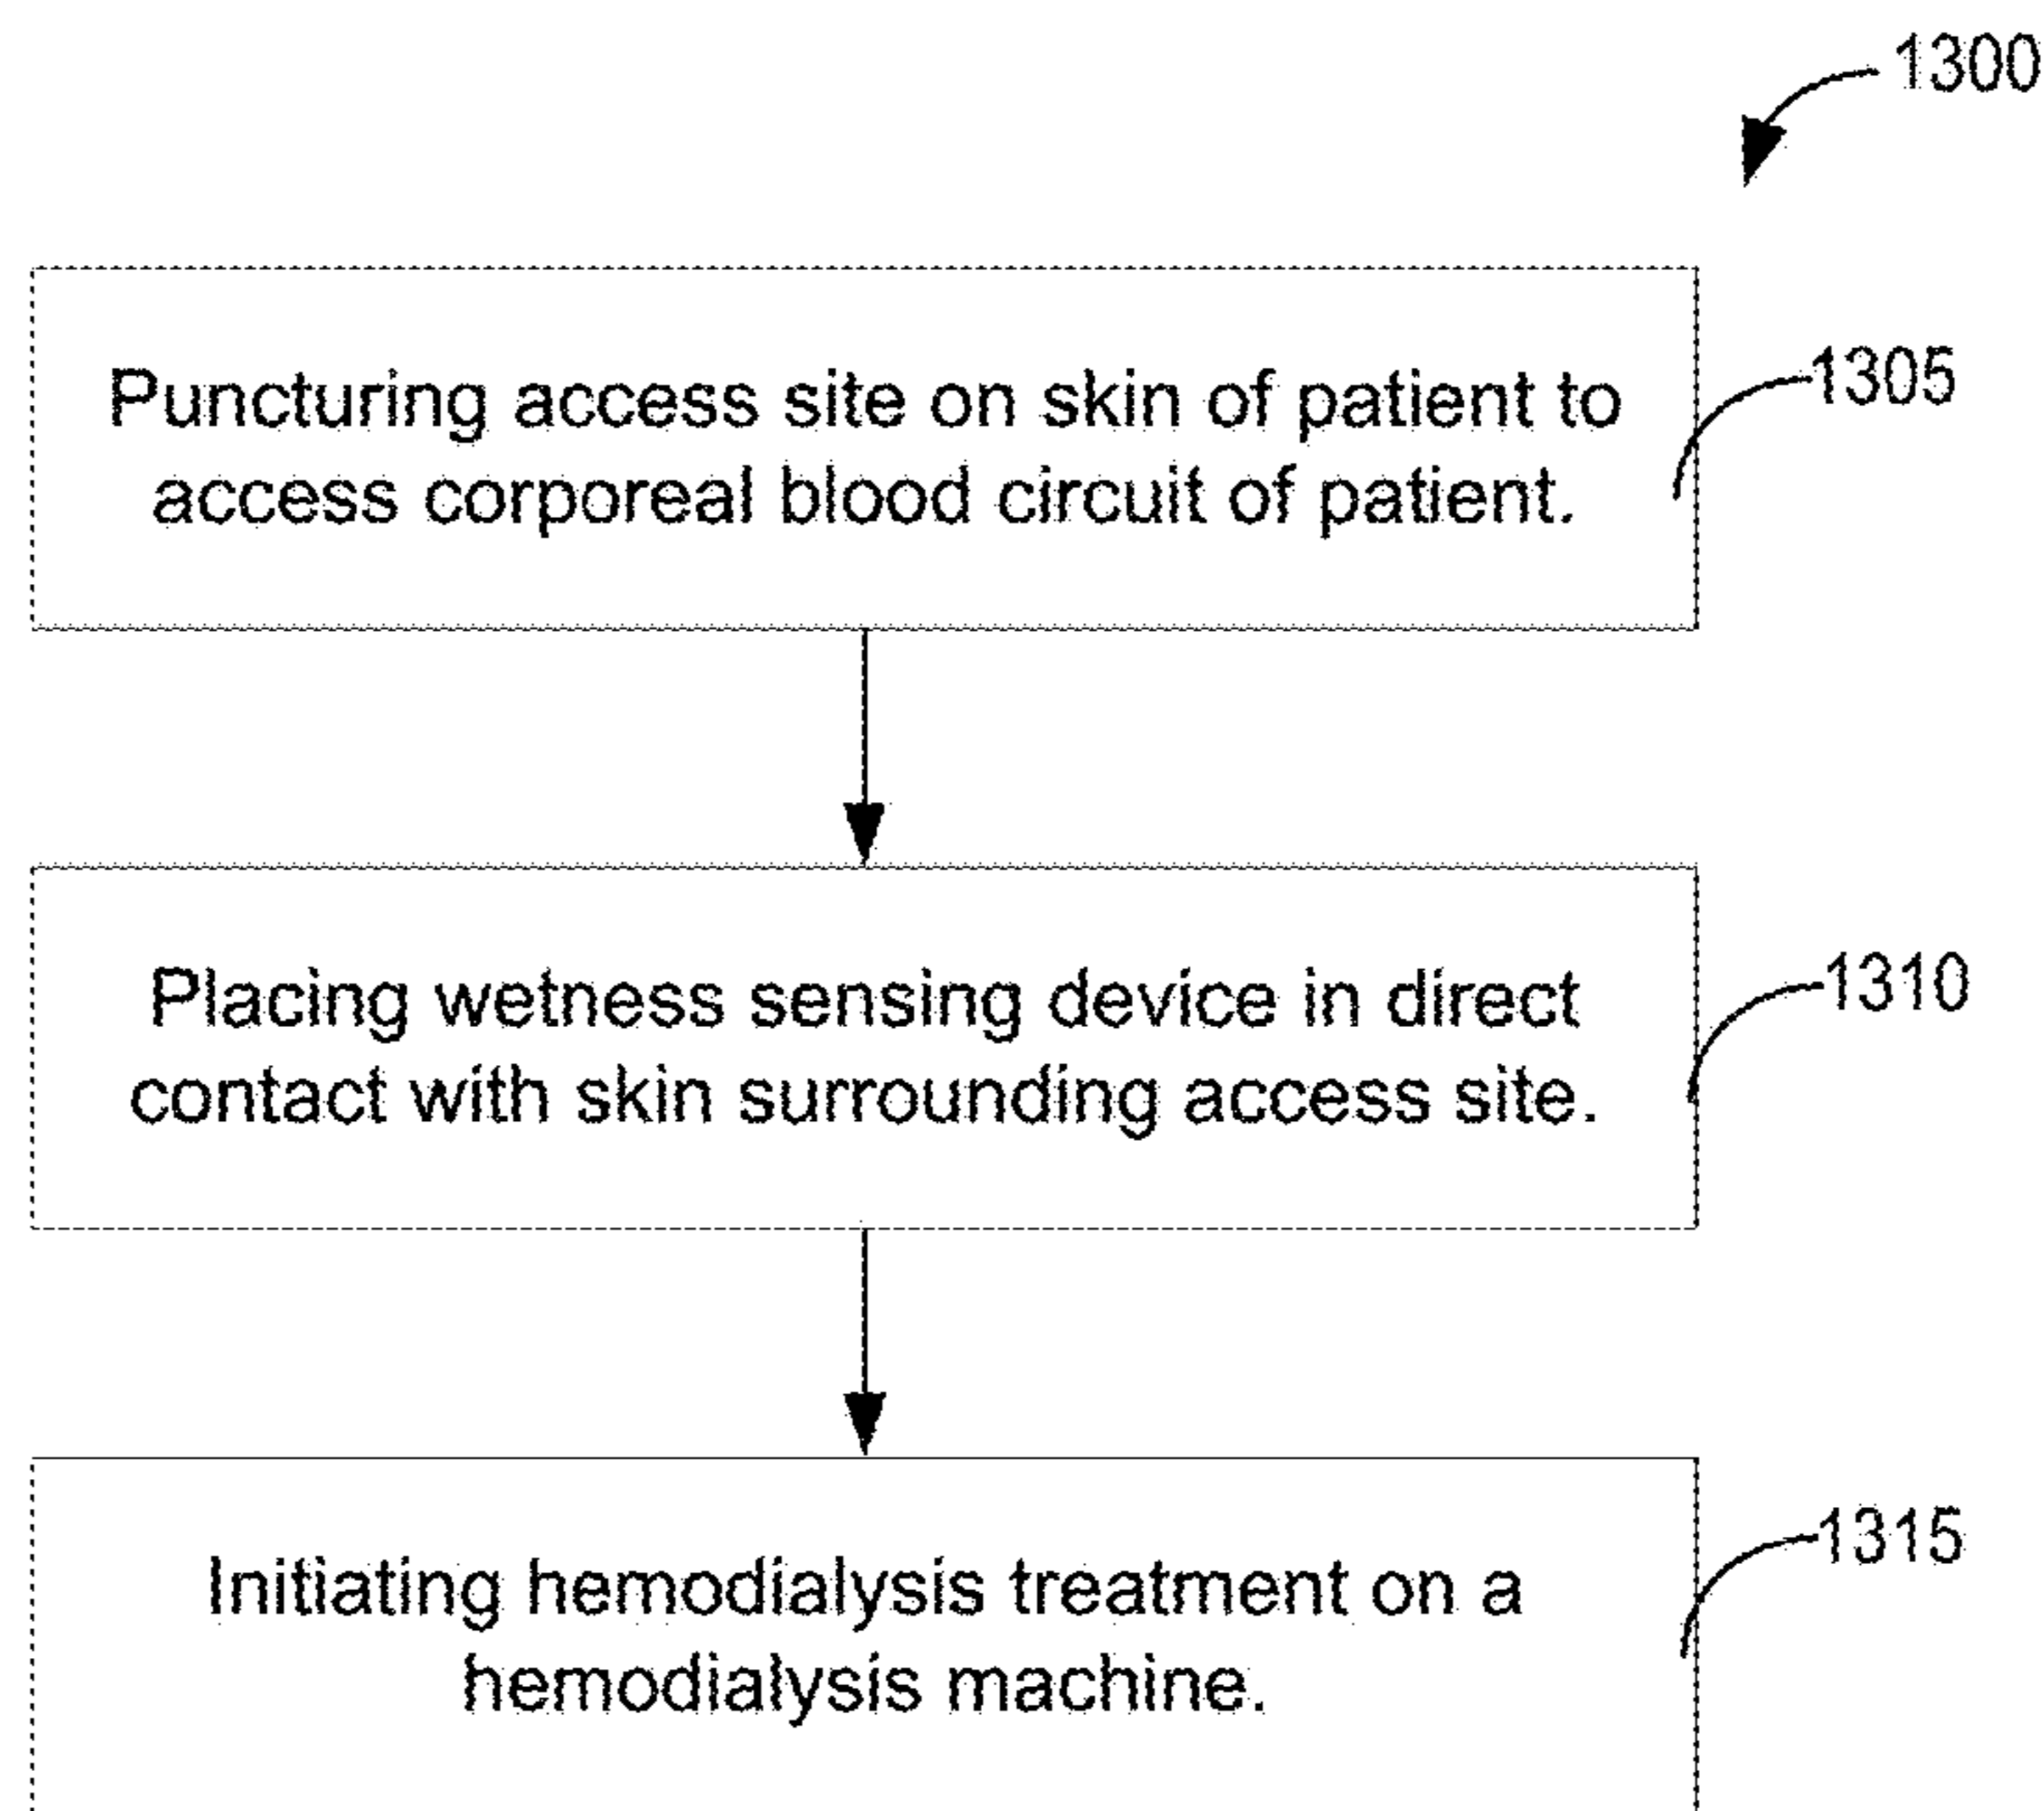 1300
Puncturing access site on skin of patient to
access corporeal blood circuit of patient.
1305
Placing wetness sensing device in direct
contact with skin surrounding access site.
1310
Initiating hemodialysis treatment on a
hemodialysis machine.
1315